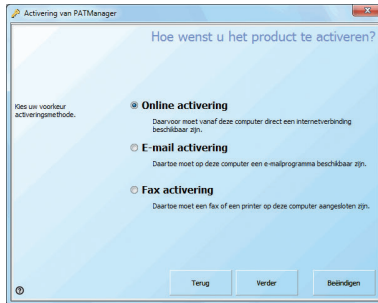 Activering van PATManager
Hoe wenst u het product te activeren?
Kies uw voorkeur
activeringsmethode.
Online activering
Daarvoor moet vanaf deze computer direct een internetverbinding
beschikbaar zijn.
E-mail activering
Daartoe moet op deze computer een e-mailprogramma beschikbaar zijn.
Fax activering
Daartoe moet een fax of een printer op deze computer aangesloten zijn.
Terug
Verder
Beëindigen